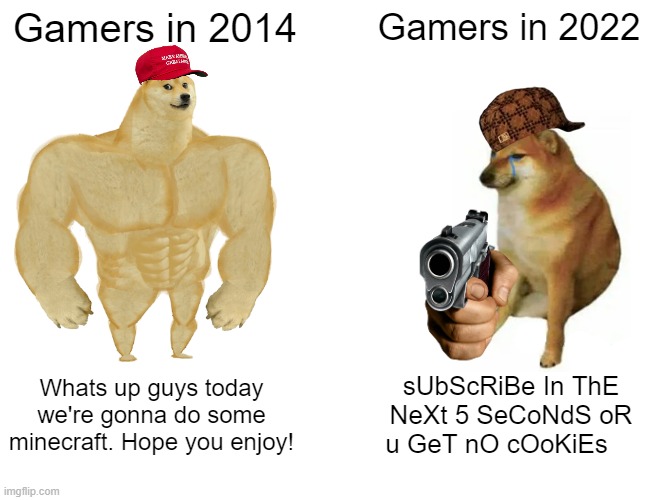 Gamers in 2014
Gamers in 2022
Whats up guys today
we're gonna do some
minecraft. Hope you enjoy!
sUbScRiBe In ThE
NeXt 5 SeCoNdS oR
u GeT nO cOoKiEs
imgflip.com